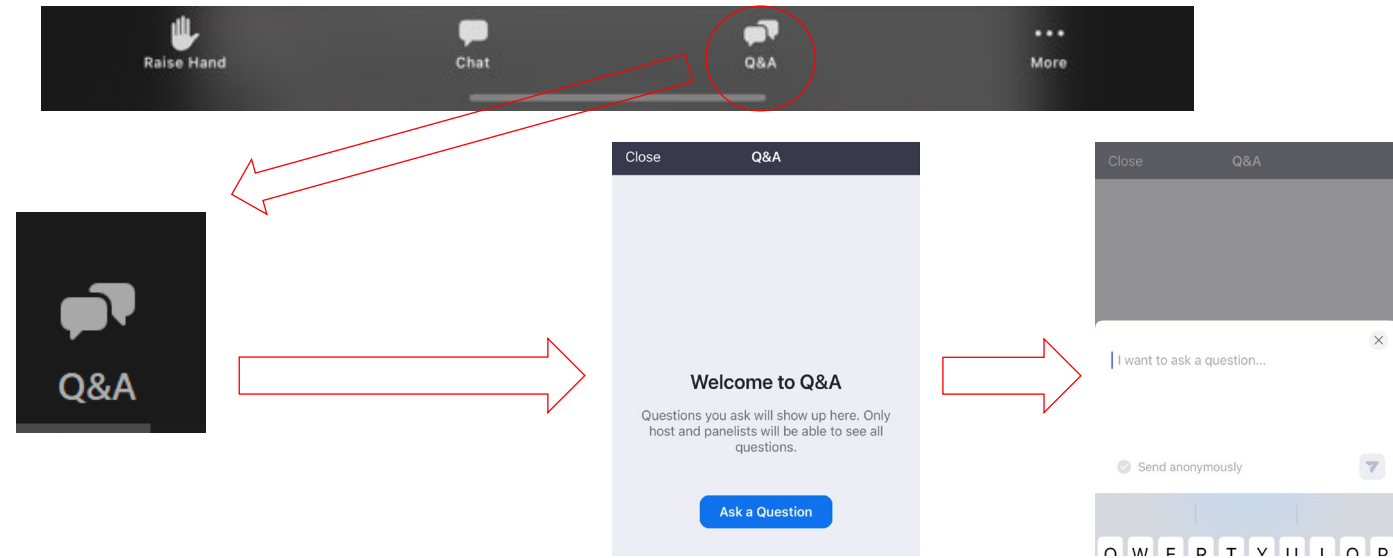 Raise Hand
Chat
Q&A
More
Q&A
Close
Q&A
Welcome to Q&A
Questions you ask will show up here. Only
host and panelists will be able to see all
questions.
Ask a Question
Close
Q&A
I want to ask a question...
Send anonymously
Q W E R T Y U I O P